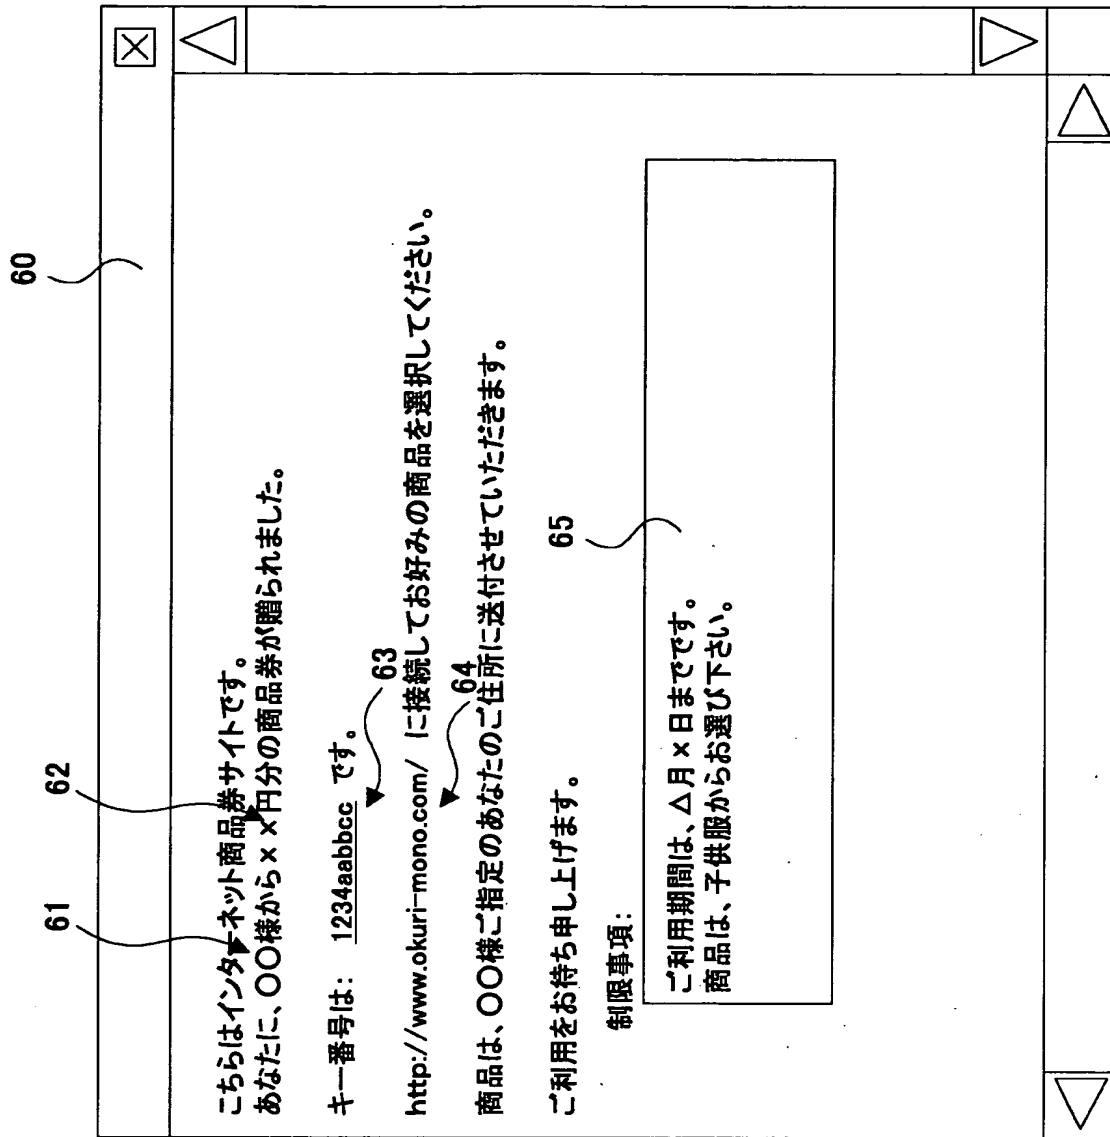 60
61
62
こちらはインターネット商品券サイトです。
あなたに、〇〇様から××円分の商品券が贈られました。
キー番号は: 1234aabbcc です。
63
http://www.okuri-mono.com/ に接続してお好みの商品を選択してください。
64
商品は、〇〇様ご指定のあなたのご住所に送付させていただきます。
ご利用をお待ち申し上げます。
65
制限事項:
ご利用期間は、△月×日までです。
商品は、子供服からお選び下さい。